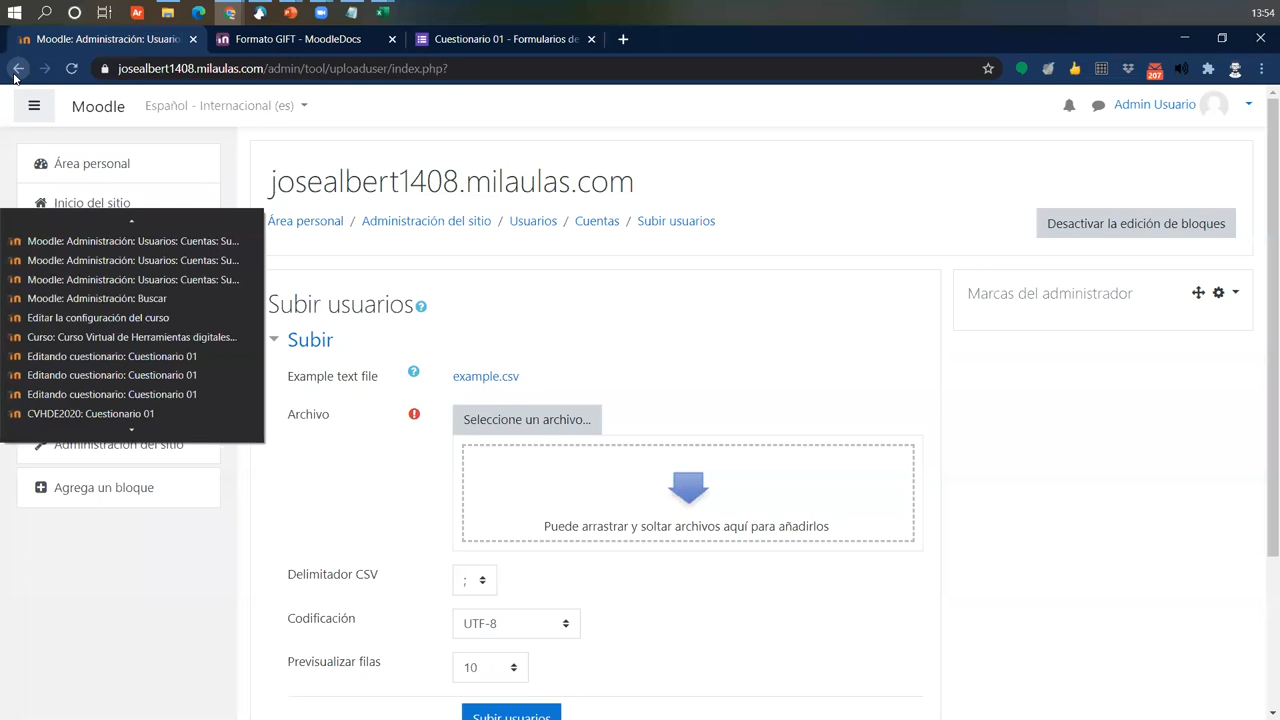 13:54
Moodle: Administración: Usuario
Formato GIFT - MoodleDocs
Cuestionario 01 - Formularios de
josealbert1408.milaulas.com/admin/tool/uploaduser/index.php?
207
Moodle
Español - Internacional (es)
Admin Usuario
Área personal
Inicio del sitio
Moodle: Administración: Usuarios: Cuentas: Su...
Moodle: Administración: Usuarios: Cuentas: Su...
Moodle: Administración: Usuarios: Cuentas: Su...
Moodle: Administración: Buscar
Editar la configuración del curso
Curso: Curso Virtual de Herramientas digitales...
Editando cuestionario: Cuestionario 01
Editando cuestionario: Cuestionario 01
Editando cuestionario: Cuestionario 01
CVHDE2020: Cuestionario 01
Administración del sitio
Agrega un bloque
josealbert1408.milaulas.com
Área personal / Administración del sitio / Usuarios / Cuentas / Subir usuarios
Desactivar la edición de bloques
Subir usuarios
Subir
Example text file
example.csv
Archivo
Seleccione un archivo...
Puede arrastrar y soltar archivos aquí para añadirlos
Delimitador CSV
;
Codificación
UTF-8
Previsualizar filas
10
Subir usuarios
Marcas del administrador